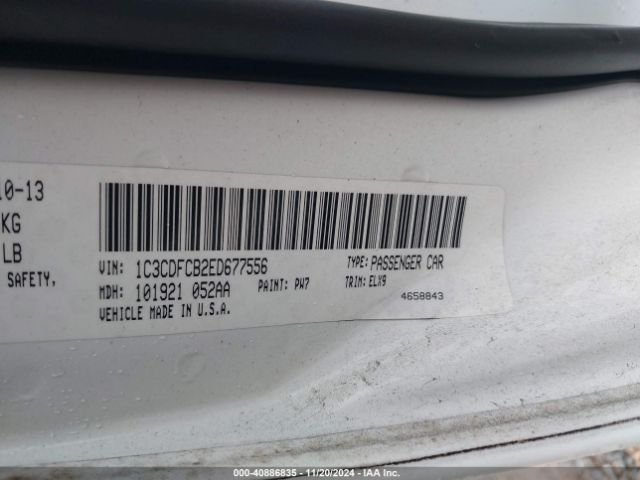 10-13
KG
LB
SAFETY,
VIN: 1C3CDFCB2ED677556 TYPE: PASSENGER CAR
MDH: 101921 052AA PAINT: PW7 TRIM: ELX9
VEHICLE MADE IN U.S.A. 4658843
000-40886835 - 11/20/2024 - IAA Inc.